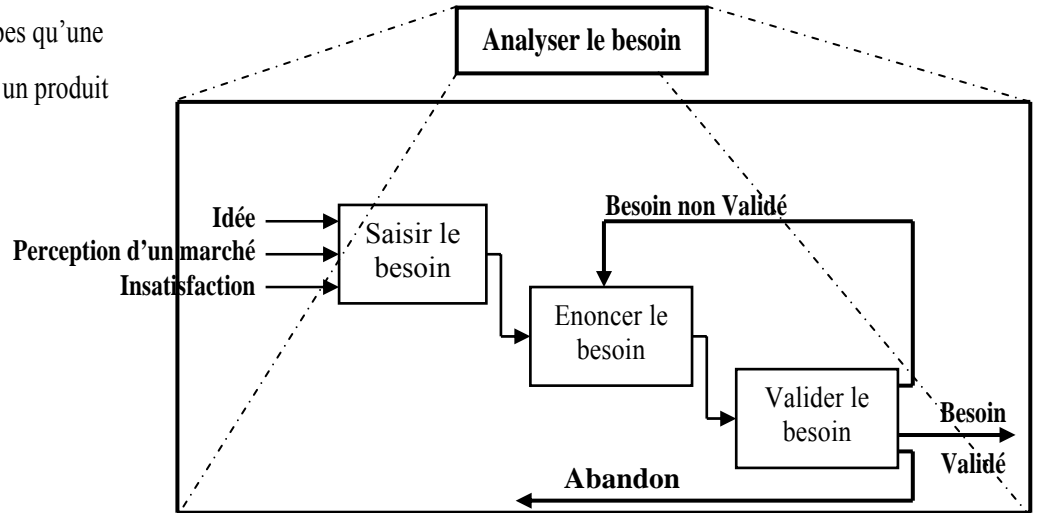 pes qu'une
un produit
Analyser le besoin
Idée
Perception d'un marché
Insatisfaction
Saisir le
besoin
Besoin non Validé
Enoncer le
besoin
Valider le
besoin
Besoin
Validé
Abandon